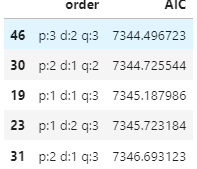 order AIC
46 p:3 d:2 q:3 7344.496723
30 p:2 d:1 q:2 7344.725544
19 p:1 d:1 q:3 7345.187986
23 p:1 d:2 q:3 7345.723184
31 p:2 d:1 q:3 7346.693123